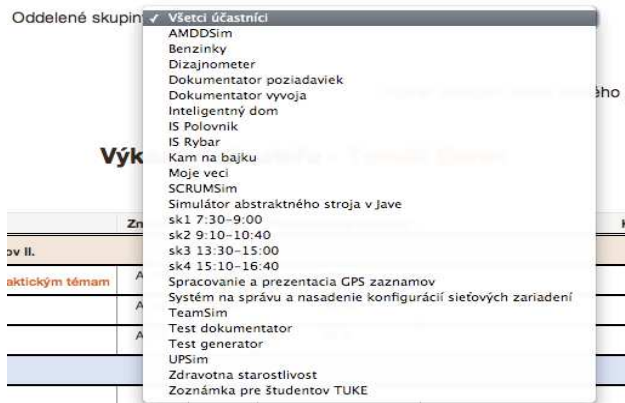 Oddelené skupin
✓ Všetci účastníci
AMDDSim
Benzinky
Dizajnometer
Dokumentator poziadaviek
Dokumentator vyvoja
ého
Inteligentný dom
IS Polovnik
IS Rybar
Výk
Kam na bajku
Moje veci
SCRUMSim
Simulátor abstraktného stroja v Jave
Zn
sk1 7:30-9:00
sk2 9:10-10:40
ov II.
sk3 13:30-15:00
sk4 15:10-16:40
aktickým témam
A
Spracovanie a prezentacia GPS zaznamov
Systém na správu a nasadenie konfigurácií sieťových zariadení
A
TeamSim
Test dokumentator
A
Test generator
UPSim
Zdravotna starostlivost
Zoznámka pre študentov TUKE